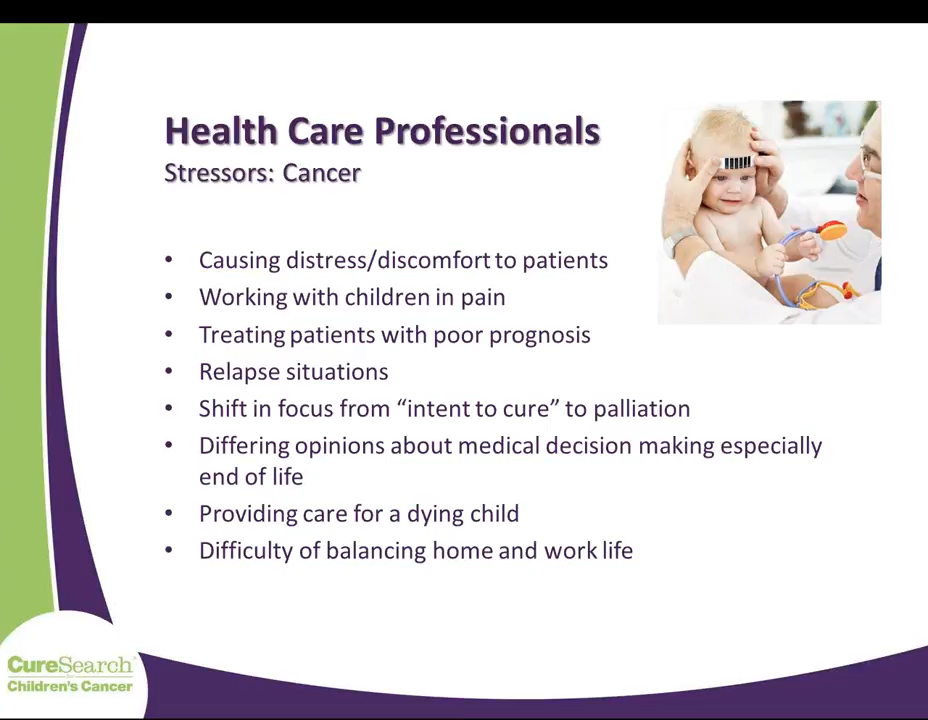 Health Care Professionals
Stressors: Cancer
• Causing distress/discomfort to patients
• Working with children in pain
• Treating patients with poor prognosis
• Relapse situations
• Shift in focus from “intent to cure” to palliation
• Differing opinions about medical decision making especially
end of life
• Providing care for a dying child
• Difficulty of balancing home and work life
CureSearch
Children's Cancer